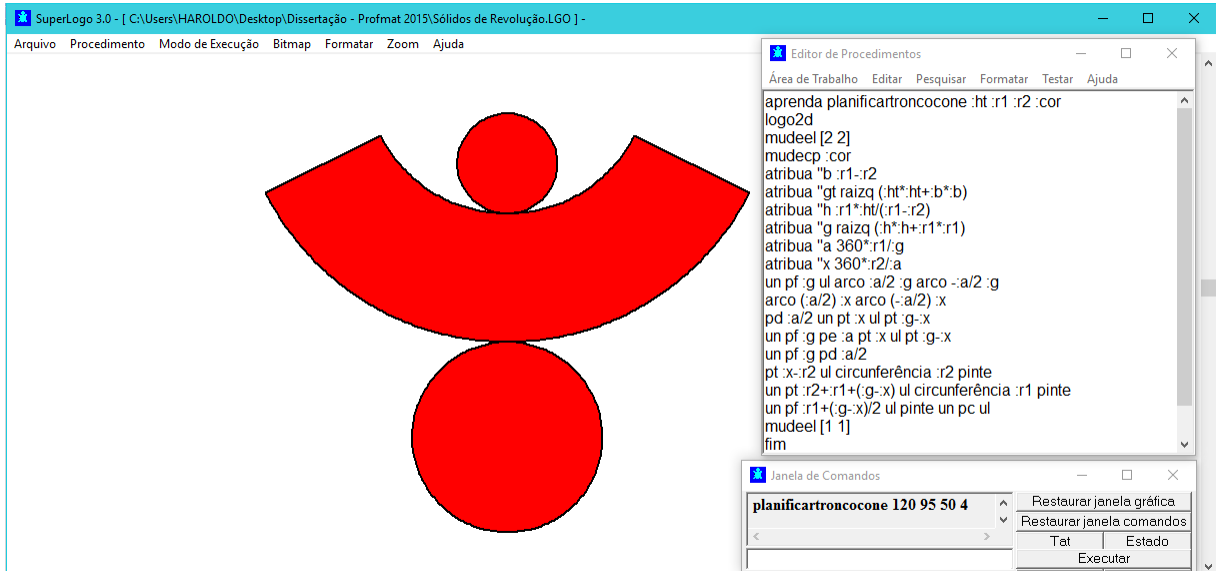 SuperLogo 3.0 - [ C:\Users\HAROLDO\Desktop\Dissertação - Profmat 2015\Sólidos de Revolução.LGO ] -
Arquivo Procedimento Modo de Execução Bitmap Formatar Zoom Ajuda
Editor de Procedimentos
Área de Trabalho Editar Pesquisar Formatar Testar Ajuda
aprenda planificartroncocone :ht :r1 :r2 :cor
logo2d
mudeel [2 2]
mudecp :cor
atribua "b :r1-:r2
atribua "gt raizq (:ht*:ht+:b*:b)
atribua "h :r1*:ht/(:r1-:r2)
atribua "g raizq (:h*:h+:r1*:r1)
atribua "a 360*:r1/:g
atribua "x 360*:r2/:a
un pf :g ul arco :a/2 :g arco -:a/2 :g
arco (:a/2) :x arco (-:a/2) :x
pd :a/2 un pt :x ul pt :g-:x
un pf :g pe :a pt :x ul pt :g-:x
un pf :g pd :a/2
pt :x-:r2 ul circunferência :r2 pinte
un pt :r2+:r1+(:g-:x) ul circunferência :r1 pinte
un pf :r1+(:g-:x)/2 ul pinte un pc ul
mudeel [1 1]
fim
Janela de Comandos
planificartroncocone 120 95 50 4
Restaurar janela gráfica
Restaurar janela comandos
Tat Estado
Executar